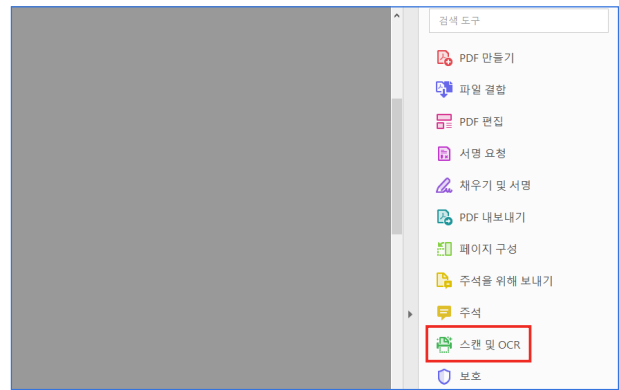 검색 도구
PDF 만들기
파일 결합
PDF 편집
서명 요청
채우기 및 서명
PDF 내보내기
페이지 구성
주석을 위해 보내기
주석
스캔 및 OCR
보호